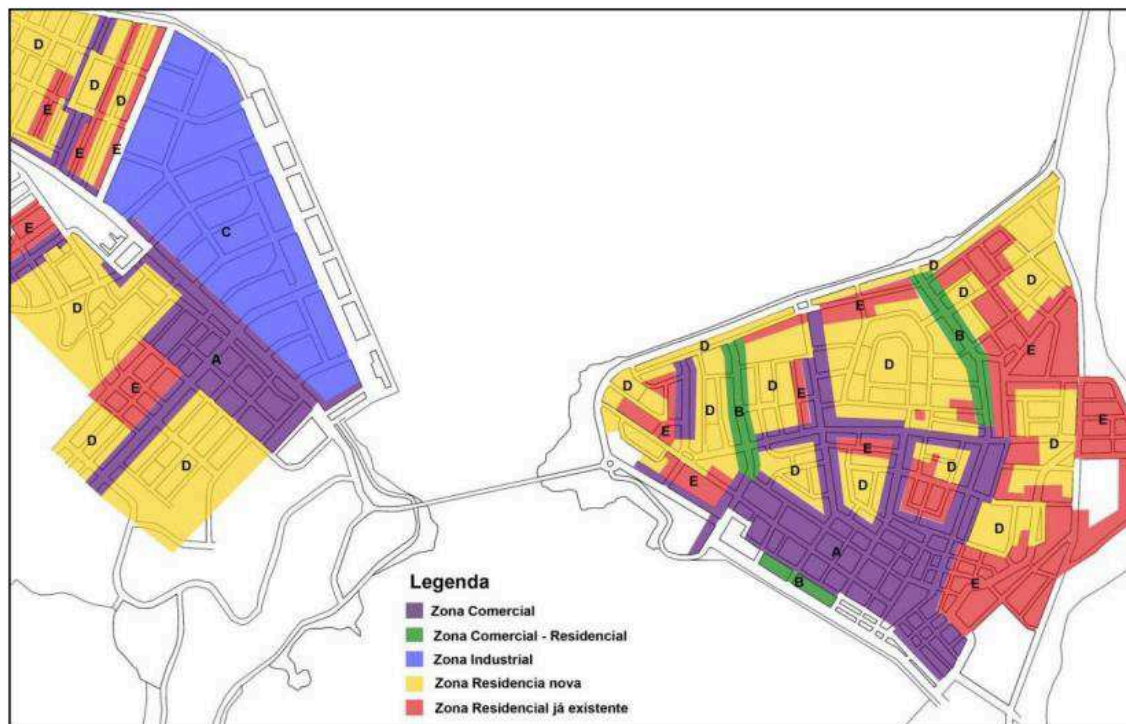 D
D
D
E
E
E
C
E
D
A
E
D
D
D
D
E
D
B
D
D
E
D
D
B
D
E
D
E
E
E
D
D
E
D
D
D
E
A
B
E
Legenda
Zona Comercial
Zona Comercial - Residencial
Zona Industrial
Zona Residencia nova
Zona Residencial já existente